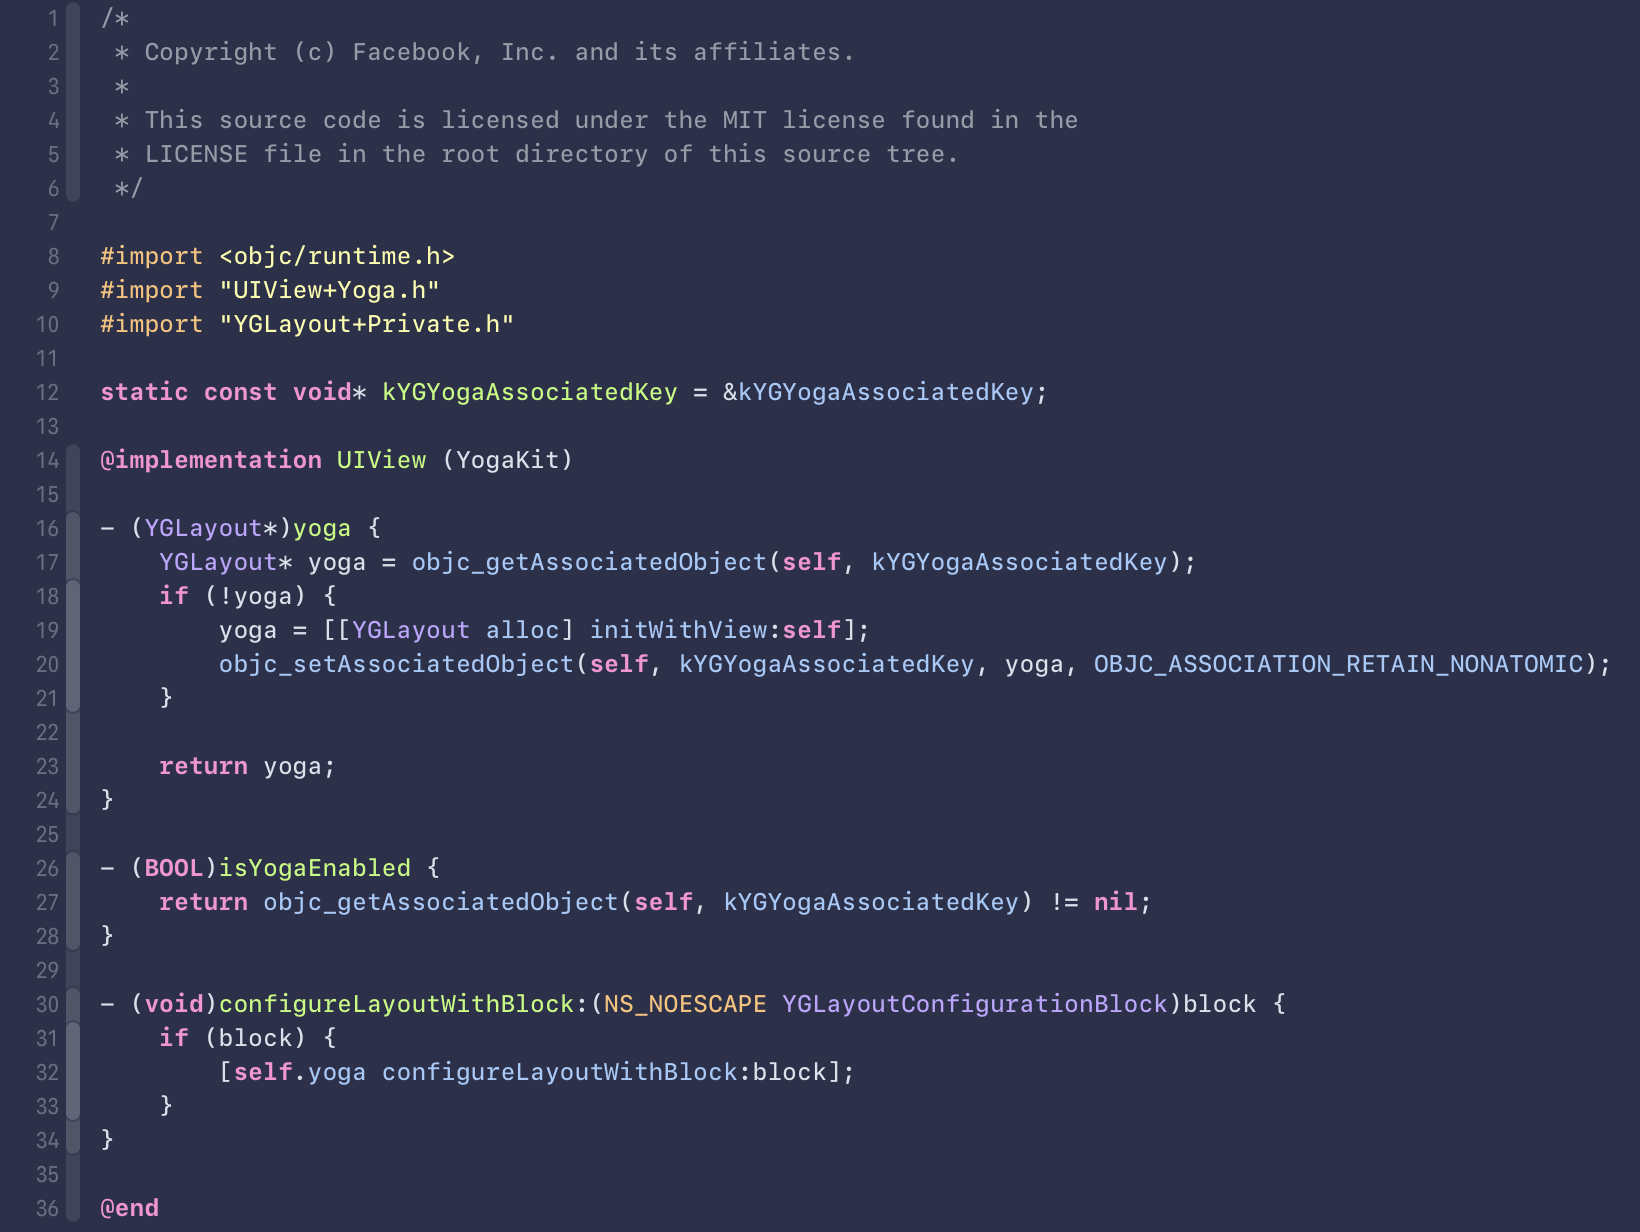 1 /*
2  * Copyright (c) Facebook, Inc. and its affiliates.
3  *
4  * This source code is licensed under the MIT license found in the
5  * LICENSE file in the root directory of this source tree.
6  */
7
8 #import <objc/runtime.h>
9 #import "UIView+Yoga.h"
10 #import "YGLayout+Private.h"
11
12 static const void* kYGYogaAssociatedKey = &kYGYogaAssociatedKey;
13
14 @implementation UIView (YogaKit)
15
16 - (YGLayout*)yoga {
17     YGLayout* yoga = objc_getAssociatedObject(self, kYGYogaAssociatedKey);
18     if (!yoga) {
19         yoga = [[YGLayout alloc] initWithView:self];
20         objc_setAssociatedObject(self, kYGYogaAssociatedKey, yoga, OBJC_ASSOCIATION_RETAIN_NONATOMIC);
21     }
22
23     return yoga;
24 }
25
26 - (BOOL)isYogaEnabled {
27     return objc_getAssociatedObject(self, kYGYogaAssociatedKey) != nil;
28 }
29
30 - (void)configureLayoutWithBlock:(NS_NOESCAPE YGLayoutConfigurationBlock)block {
31     if (block) {
32         [self.yoga configureLayoutWithBlock:block];
33     }
34 }
35
36 @end